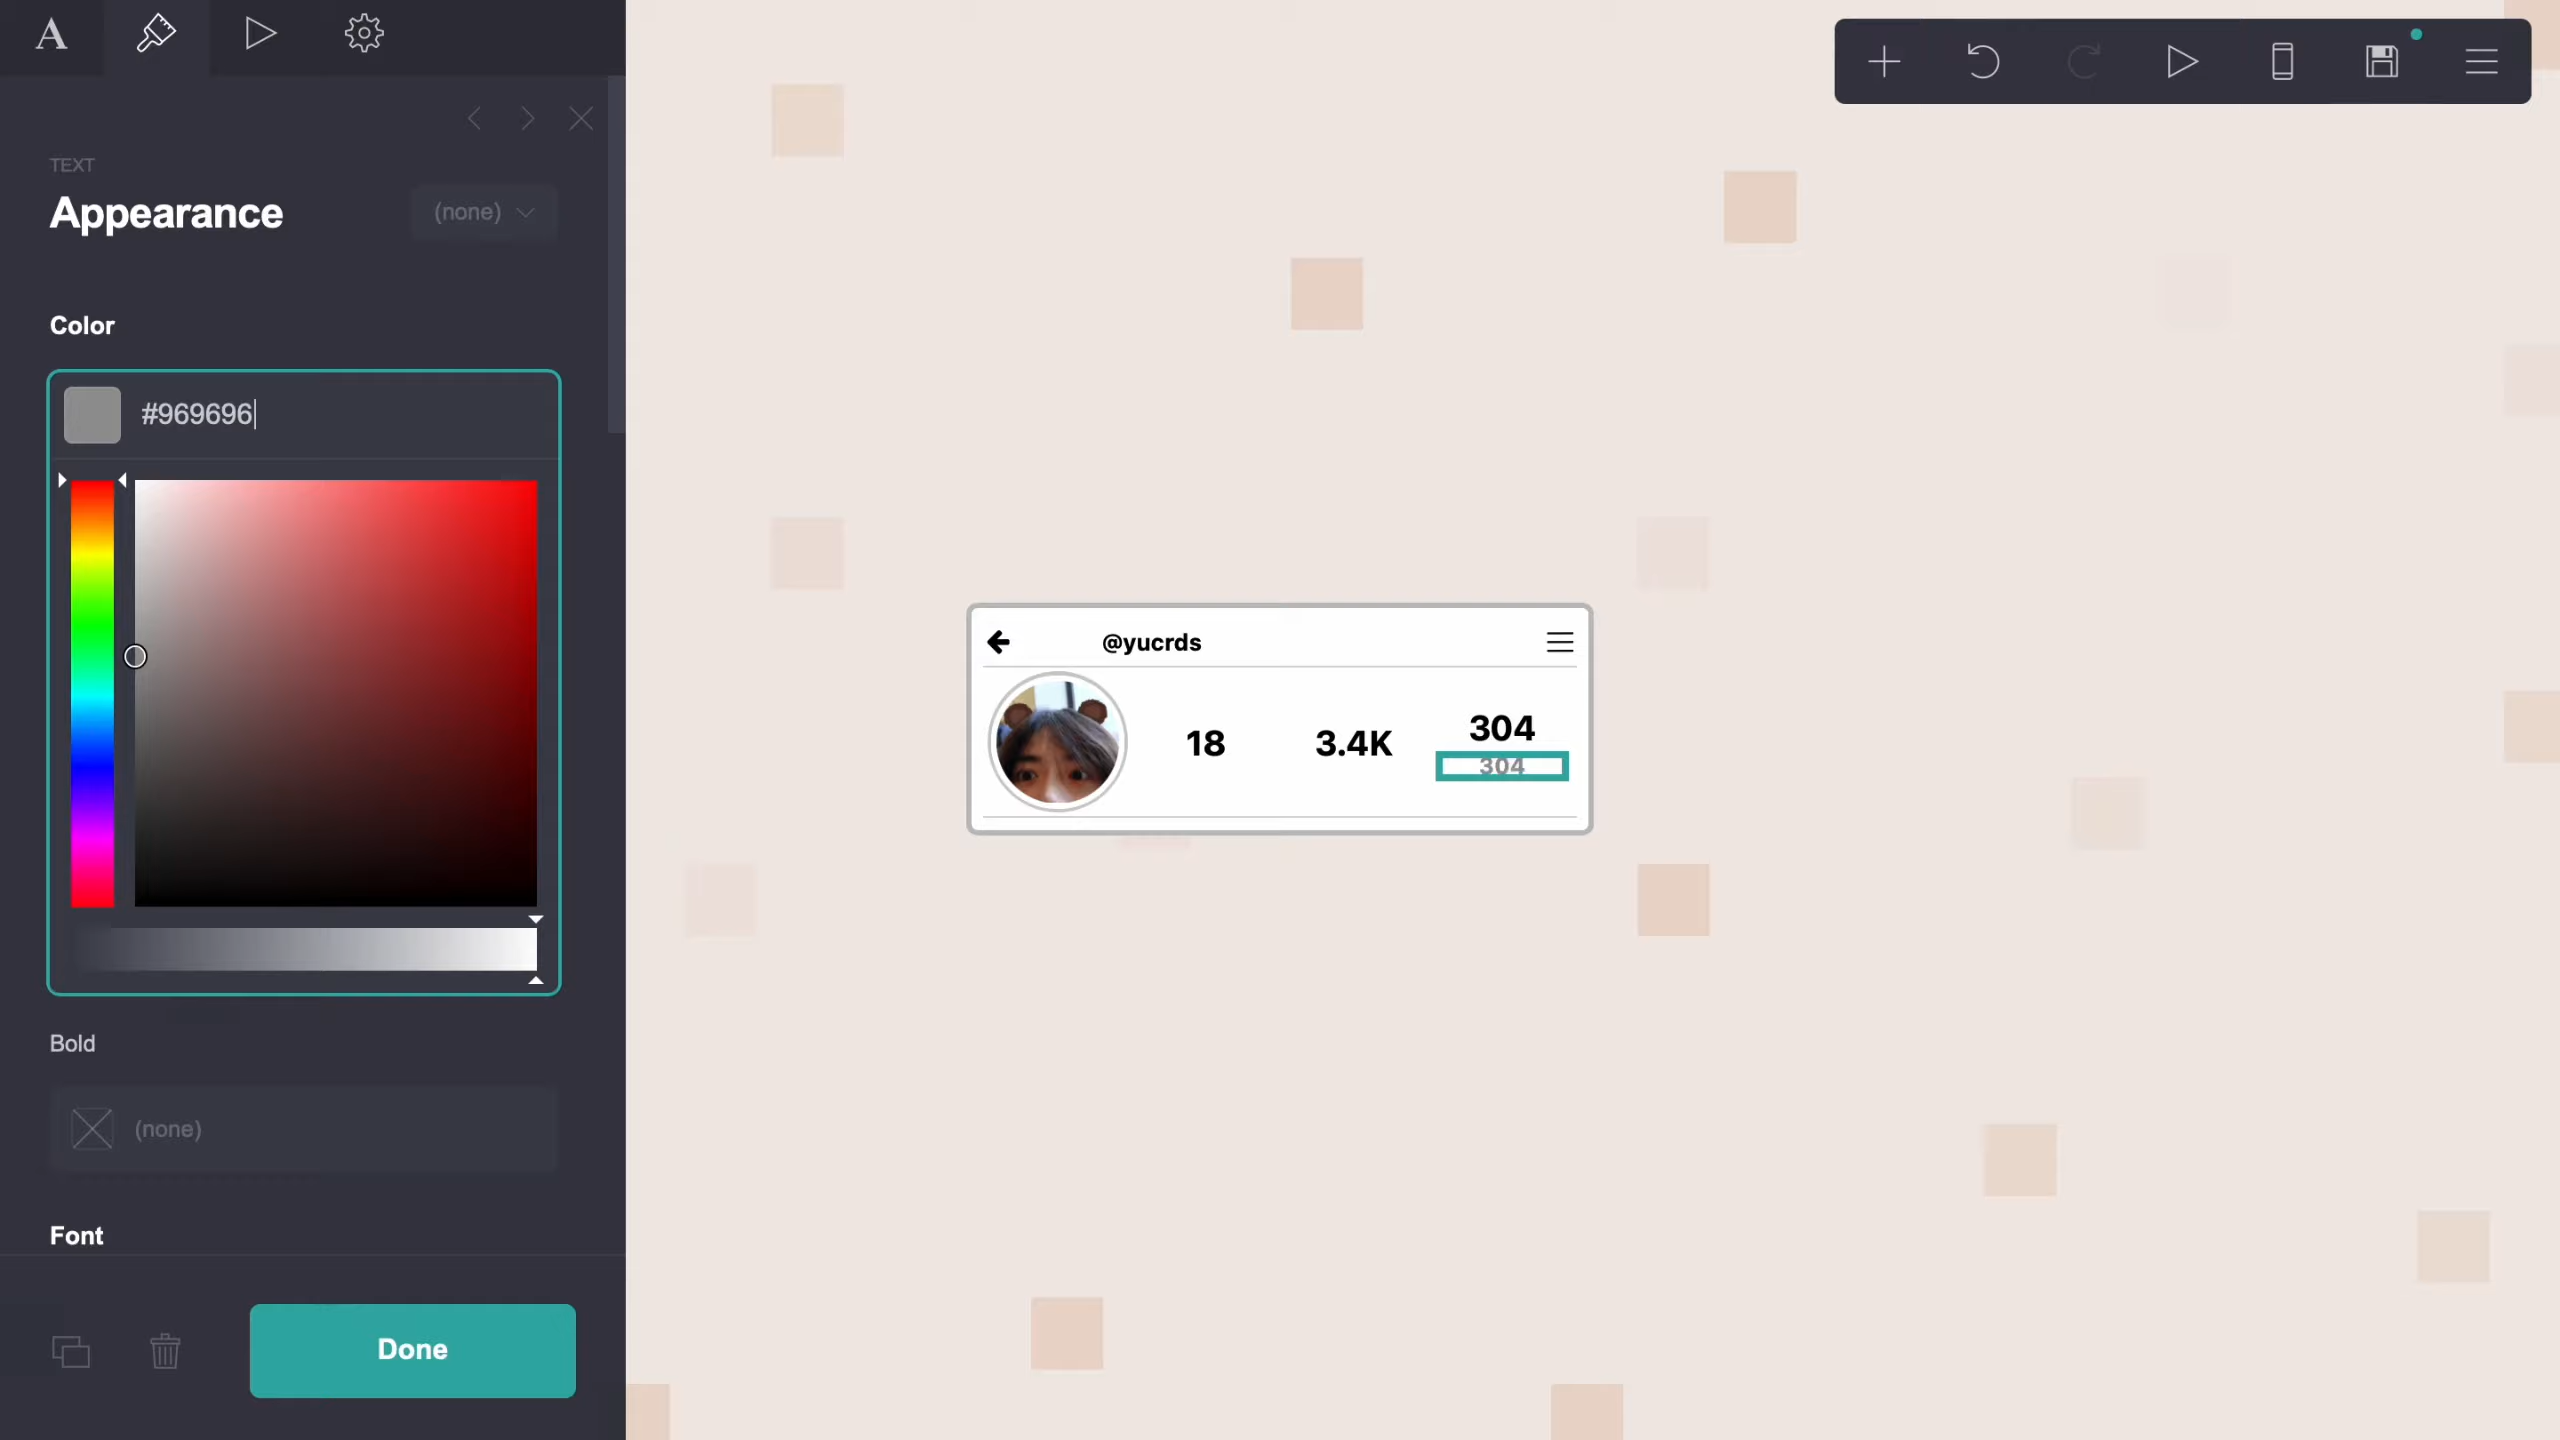 A
TEXT
Appearance
(none)
Color
#969696
Bold
(none)
Font
Done
@yucrds
18
3.4K
304
304